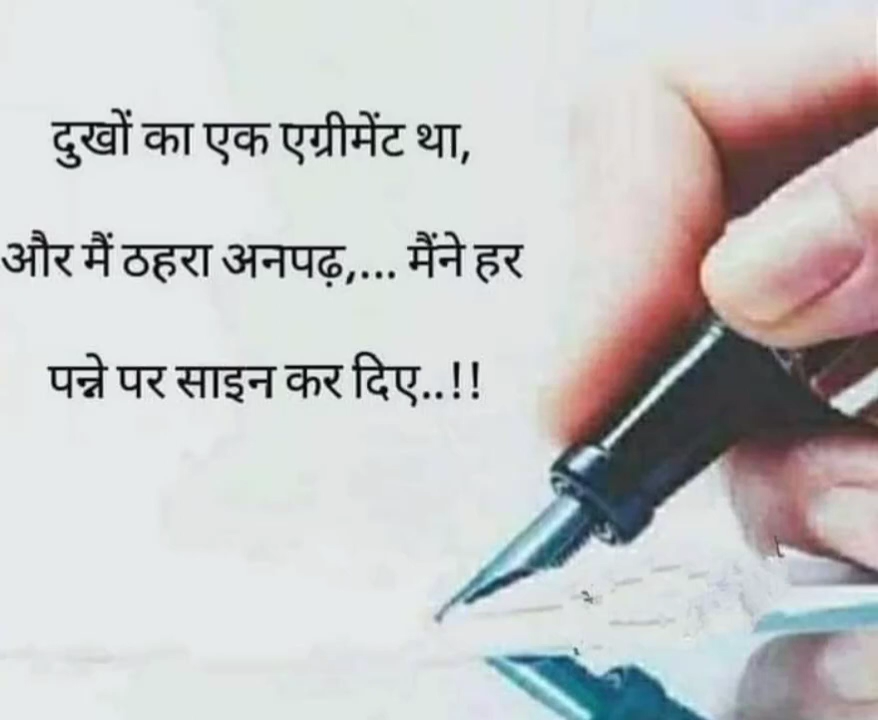 दुखों का एक एग्रीमेंट था,
और मैं ठहरा अनपढ़,... मैंने हर
पन्ने पर साइन कर दिए..!!